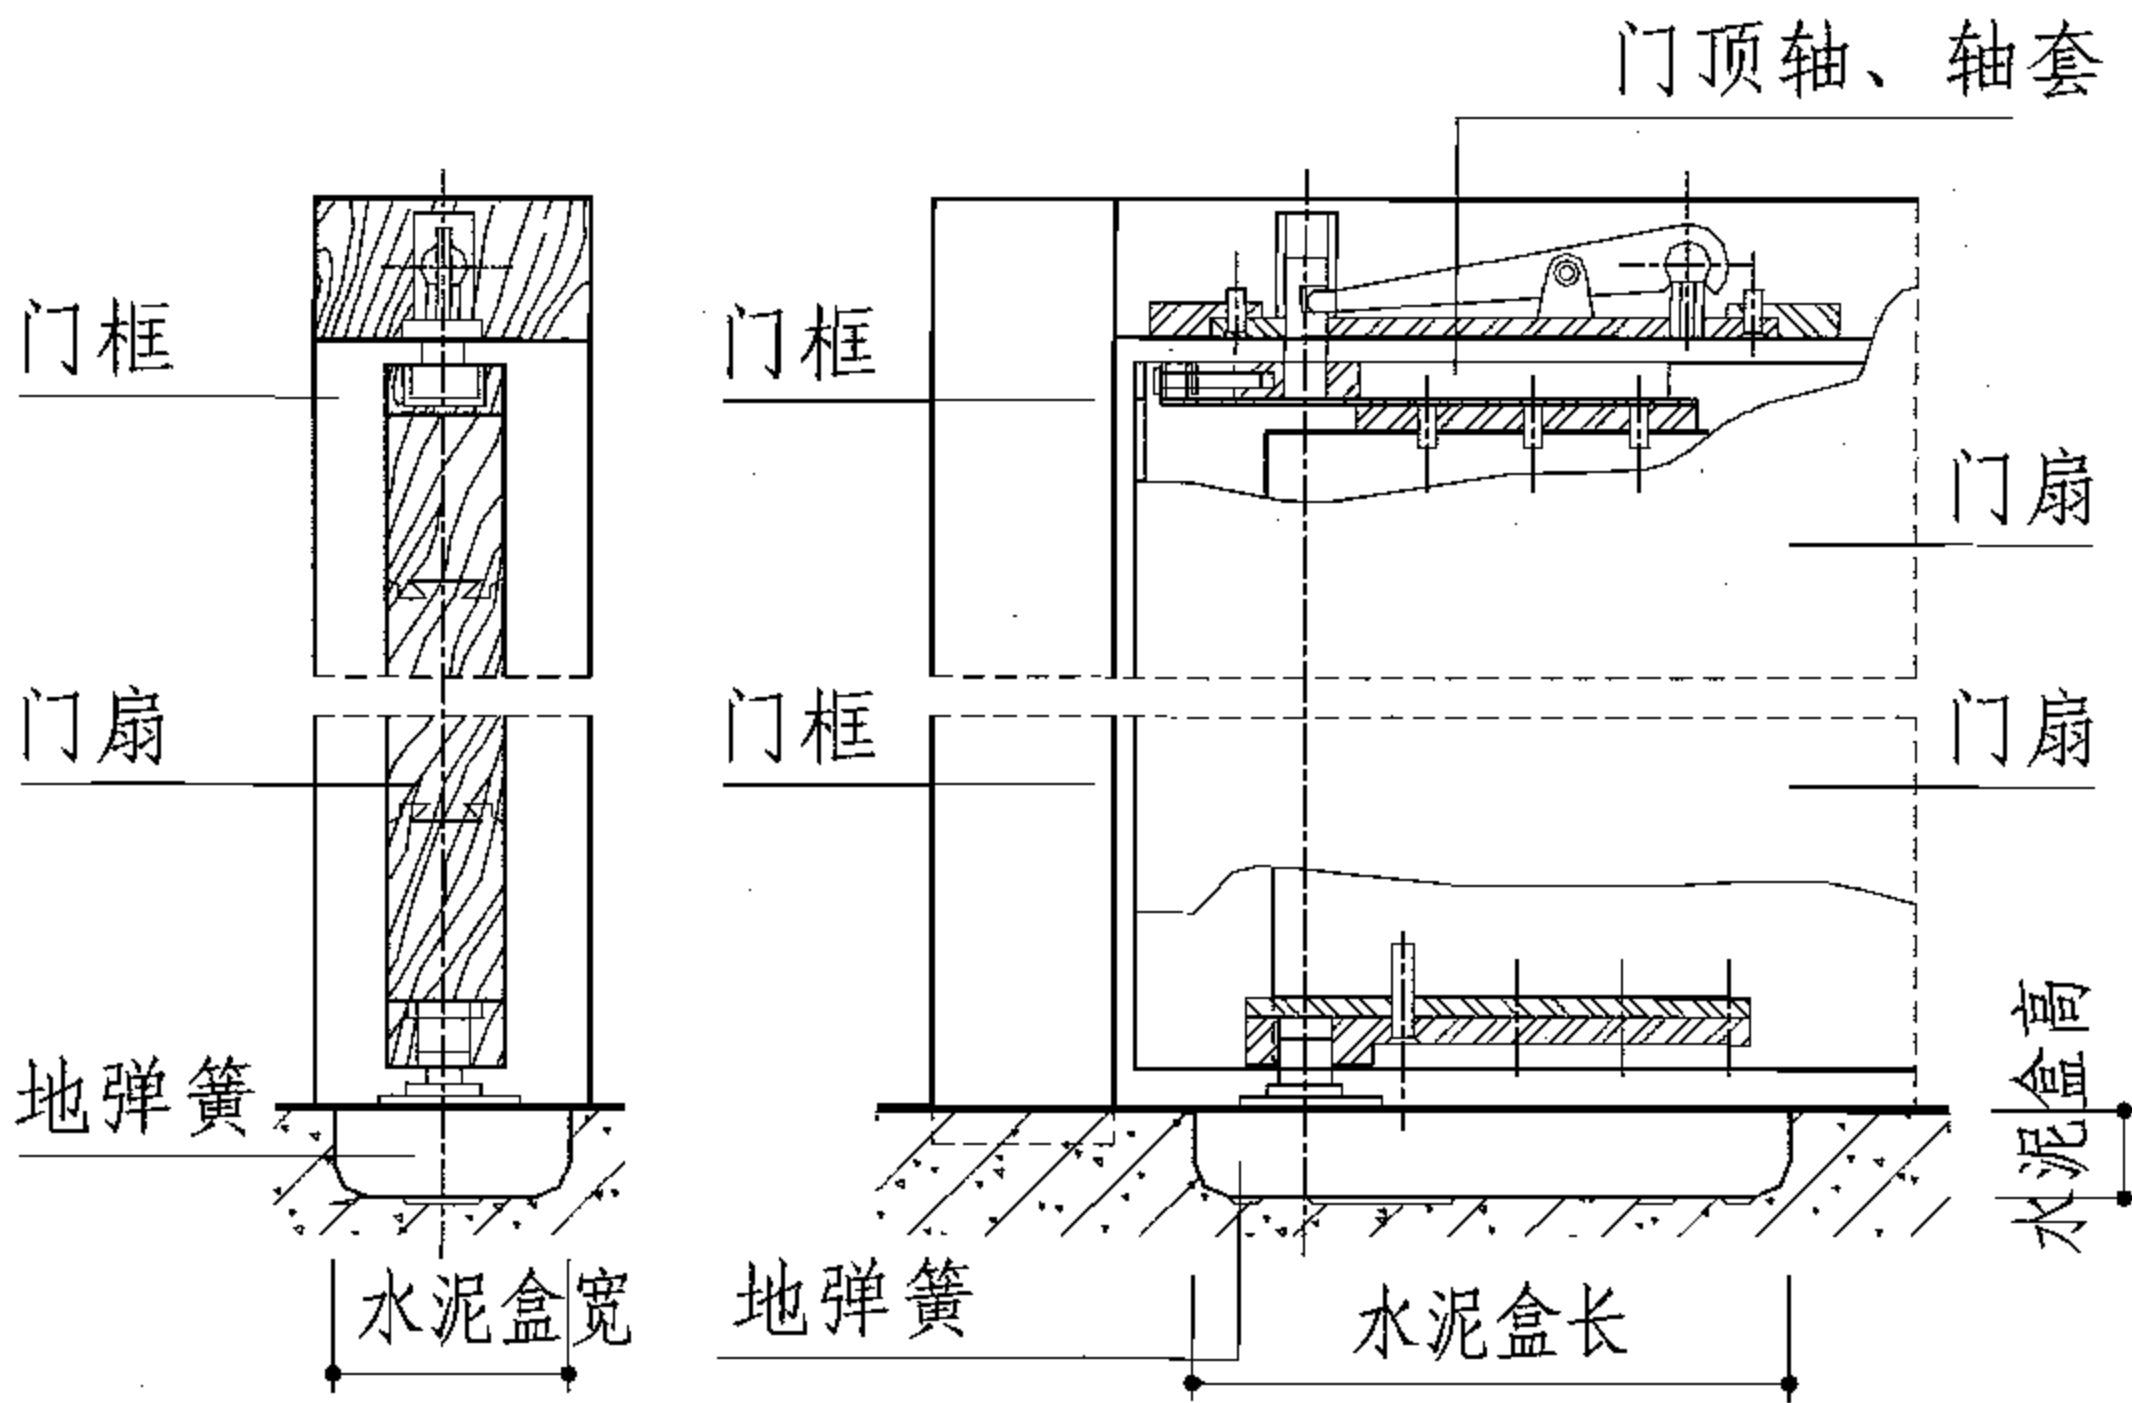 门顶轴、轴套
门框
门框
门扇
门扇
门框
门扇
地弹簧
水泥盒高
水泥盒宽
地弹簧
水泥盒长